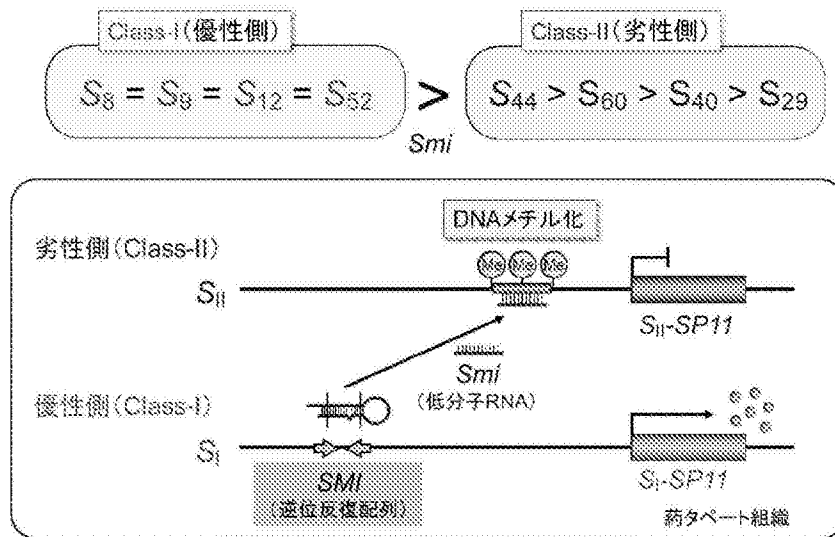 Class-I(優性側)
Class-II(劣性側)
S8 = S9 = S12 = S52
>
Smi
S44 > S60 > S40 > S29
DNAメチル化
劣性側(Class-II)
Me Me Me
SII
SII-SP11
Smi
(低分子RNA)
優性側(Class-I)
SI
SMI
(逆位反復配列)
SI-SP11
葯タペート組織